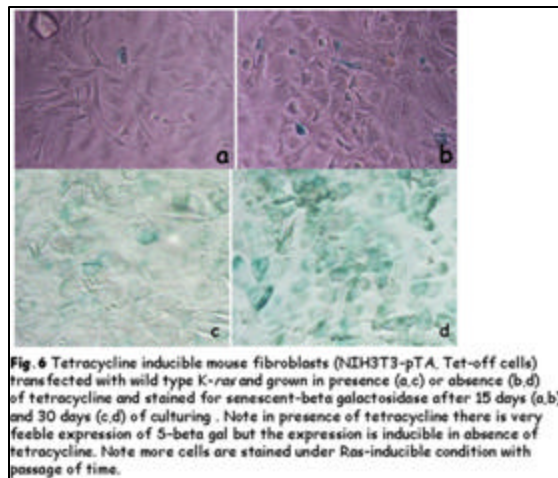 a
b
c
d
Fig.6 Tetracycline inducible mouse fibroblasts (NIH3T3-pTA, Tet-off cells)
transfected with wild type K-ras and grown in presence (a,c) or absence (b,d)
of tetracycline and stained for senescent-beta galactosidase after 15 days (a,b)
and 30 days (c,d) of culturing . Note in presence of tetracycline there is very
feeble expression of S-beta gal but the expression is inducible in absence of
tetracycline. Note more cells are stained under Ras-inducible condition with
passage of time.